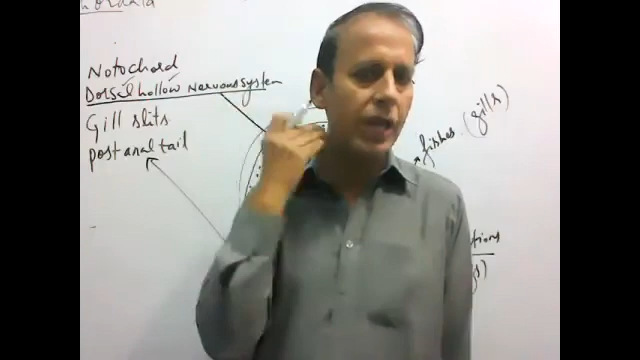 Notochord
Dorsal hollow Nervous system
Gill slits
post anal tail
fishes. (gills)